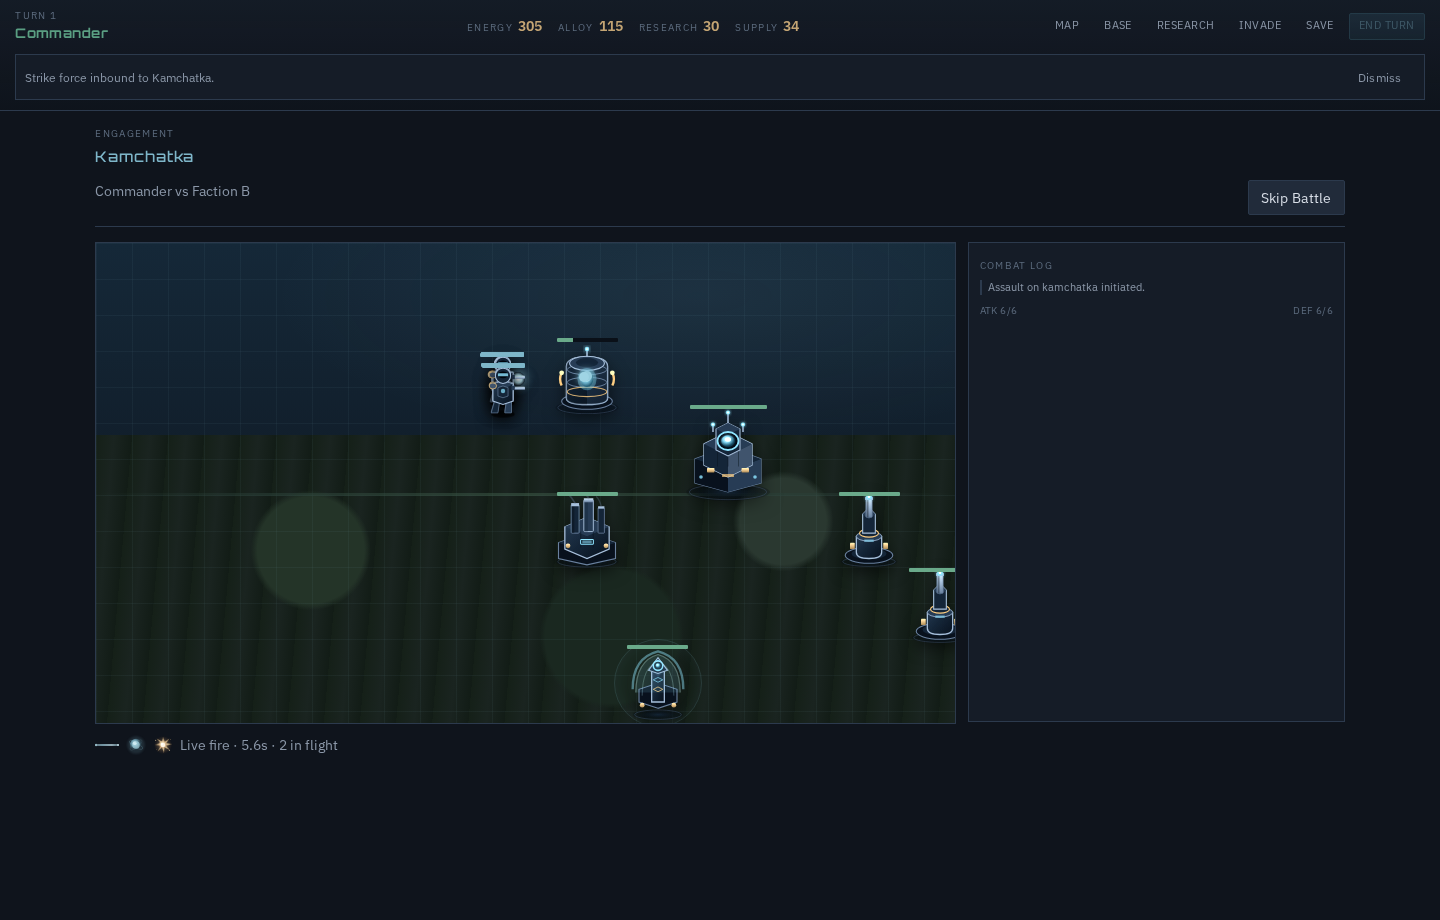 TURN 1
Commander
ENERGY 305 ALLOY 115 RESEARCH 30 SUPPLY 34
MAP BASE RESEARCH INVADE SAVE END TURN
Strike force inbound to Kamchatka. Dismiss
ENGAGEMENT
Kamchatka
Commander vs Faction B
Skip Battle
COMBAT LOG
Assault on kamchatka initiated.
ATK 6/6 DEF 6/6
Live fire · 5.6s · 2 in flight